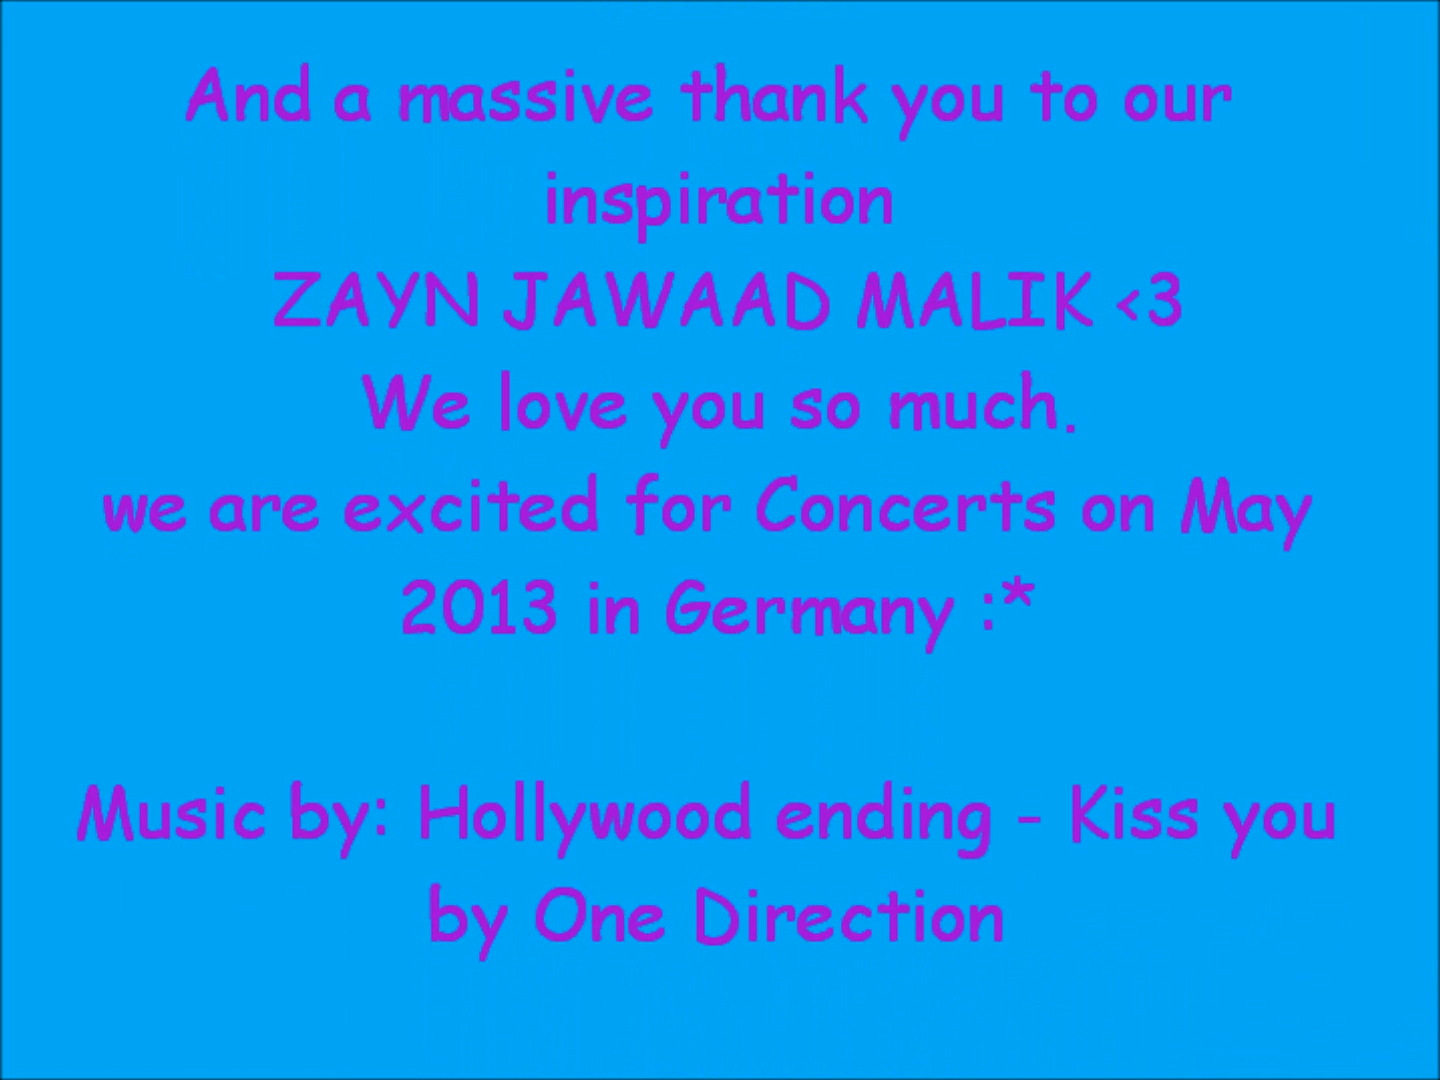 And a massive thank you to our
inspiration
ZAYN JAWAAD MALIK <3
We love you so much.
we are excited for Concerts on May
2013 in Germany :*
Music by: Hollywood ending - Kiss you
by One Direction